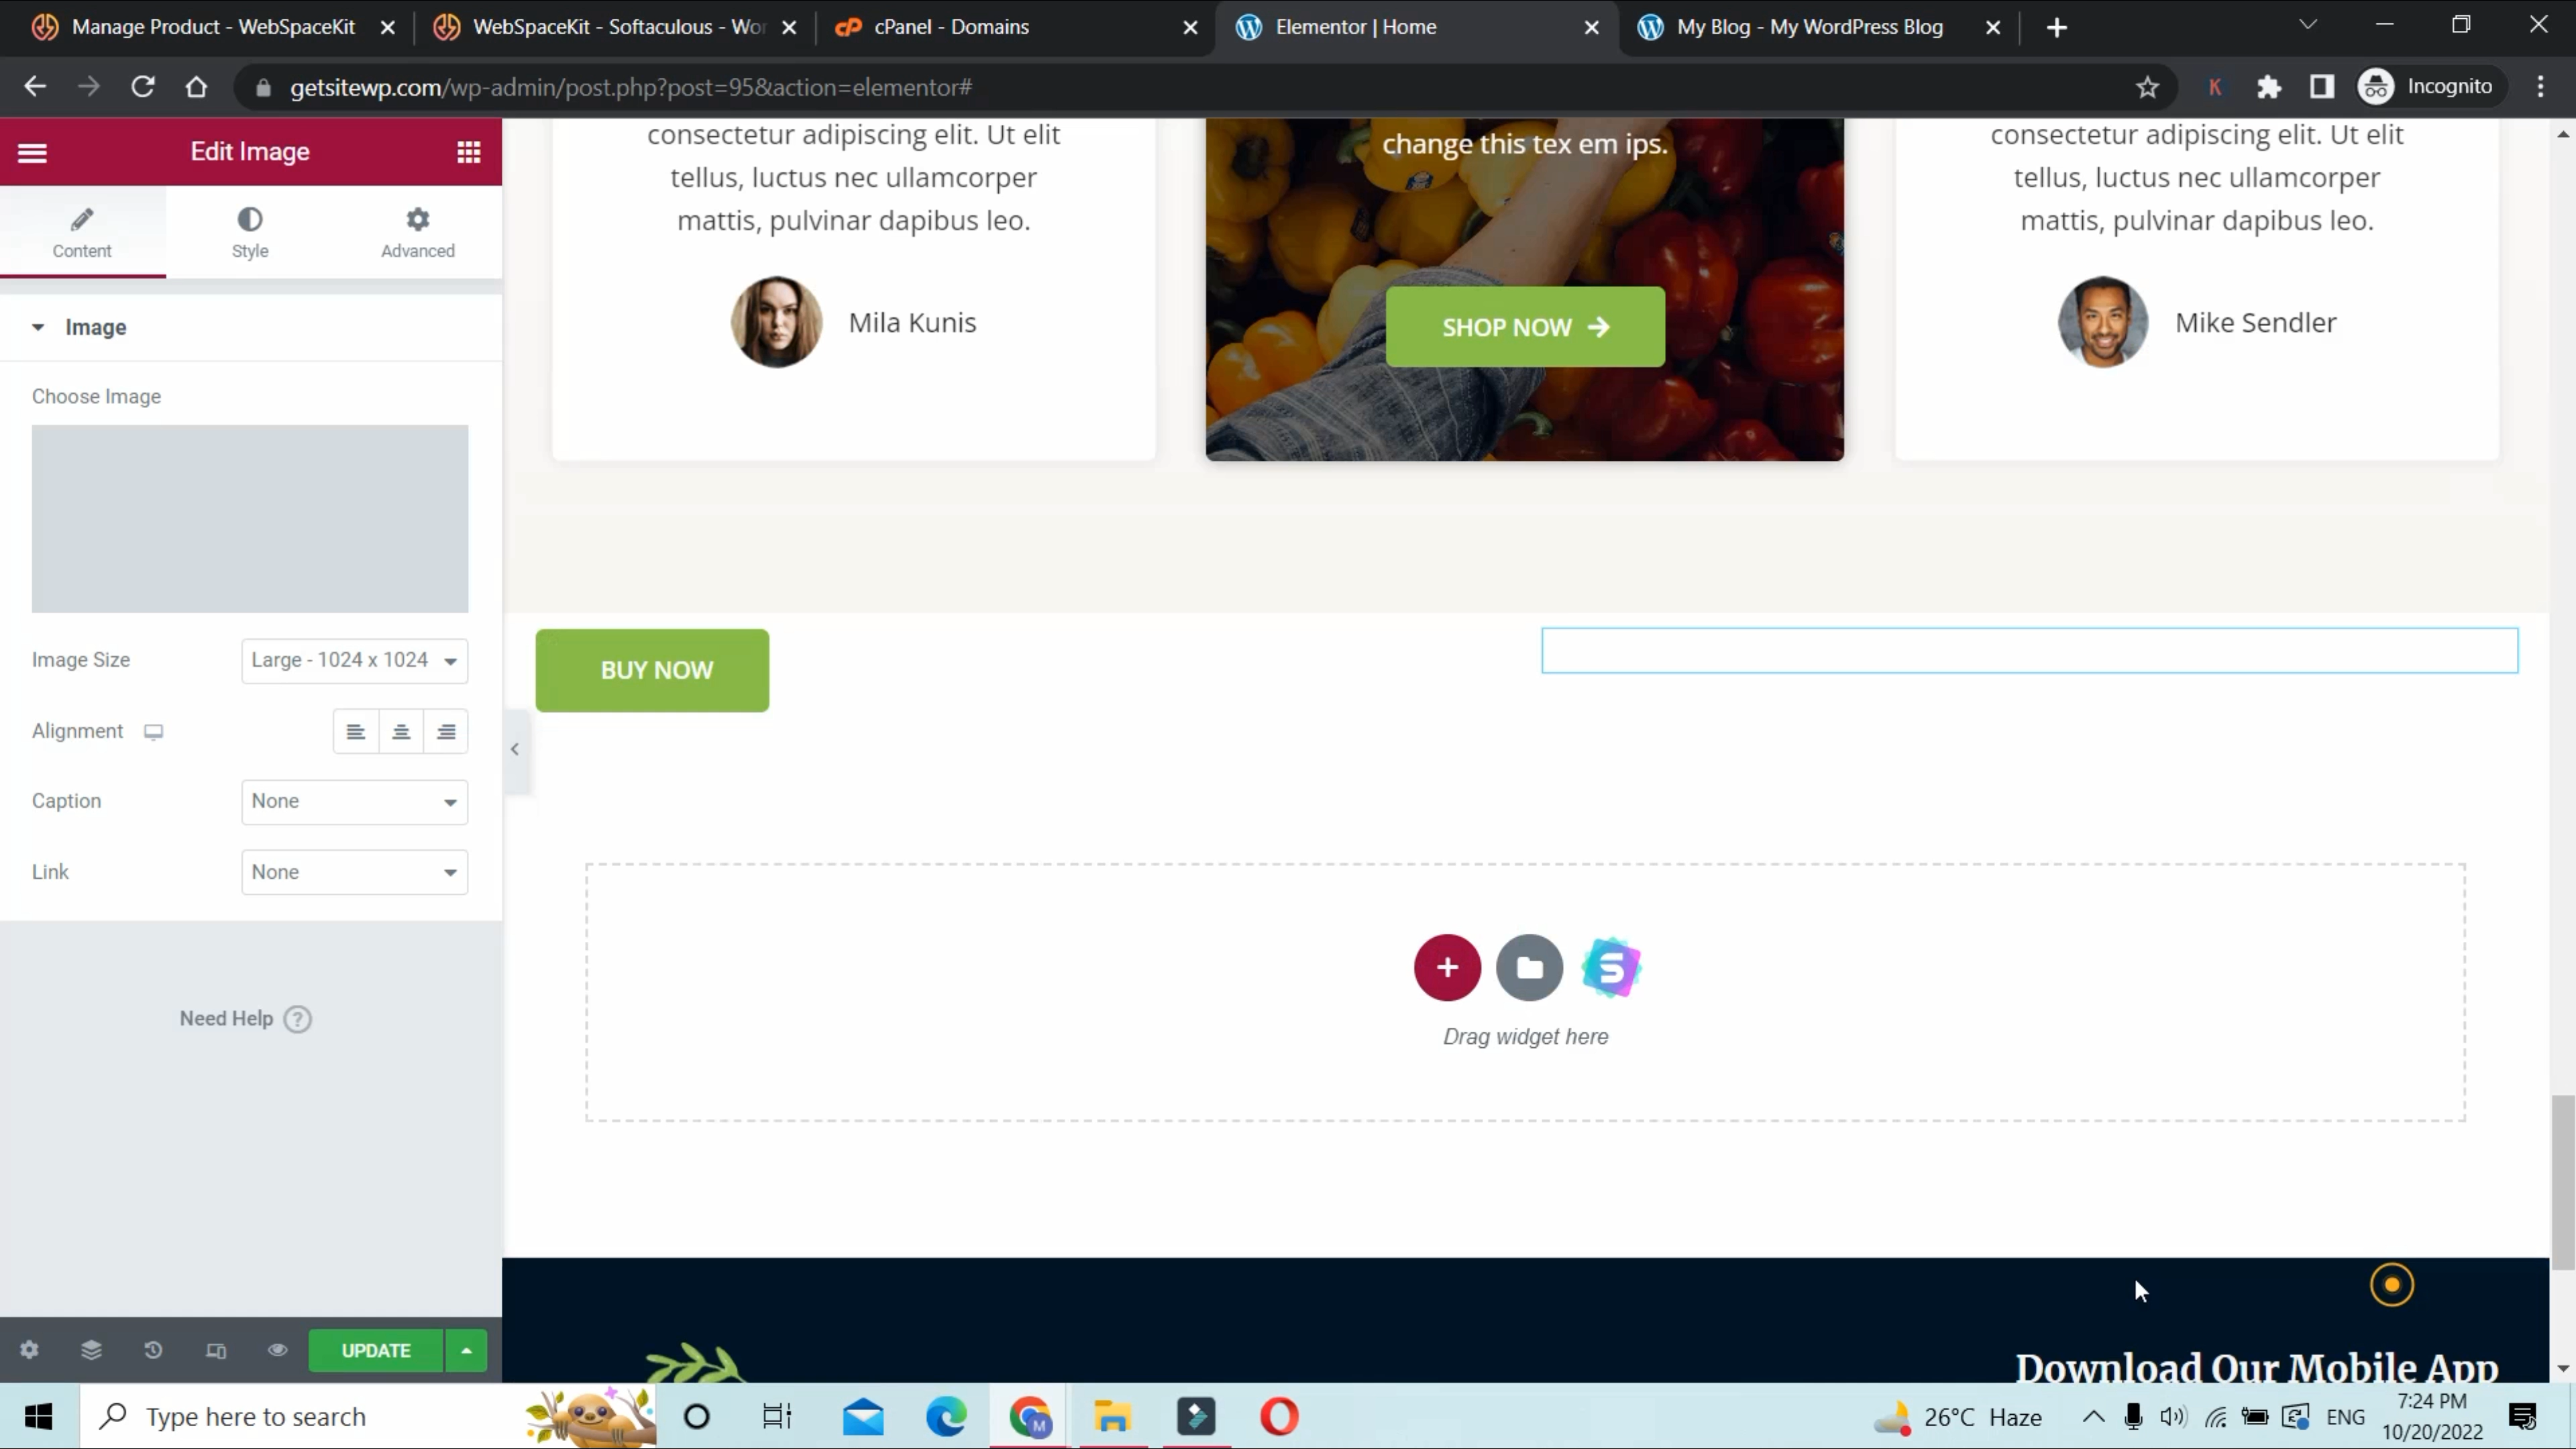 Manage Product - WebSpaceKit
WebSpaceKit - Softaculous - Wor
cPanel - Domains
Elementor | Home
My Blog - My WordPress Blog
getsitewp.com/wp-admin/post.php?post=95&action=elementor#
K
Incognito
Edit Image
Content
Style
Advanced
Image
Choose Image
Image Size
Large - 1024 x 1024
Alignment
Caption
None
Link
None
Need Help ?
UPDATE
consectetur adipiscing elit. Ut elit
tellus, luctus nec ullamcorper
mattis, pulvinar dapibus leo.
Mila Kunis
change this tex em ips.
SHOP NOW
consectetur adipiscing elit. Ut elit
tellus, luctus nec ullamcorper
mattis, pulvinar dapibus leo.
Mike Sendler
BUY NOW
Drag widget here
Download Our Mobile App
Type here to search
M
26°C Haze
ENG
7:24 PM
10/20/2022